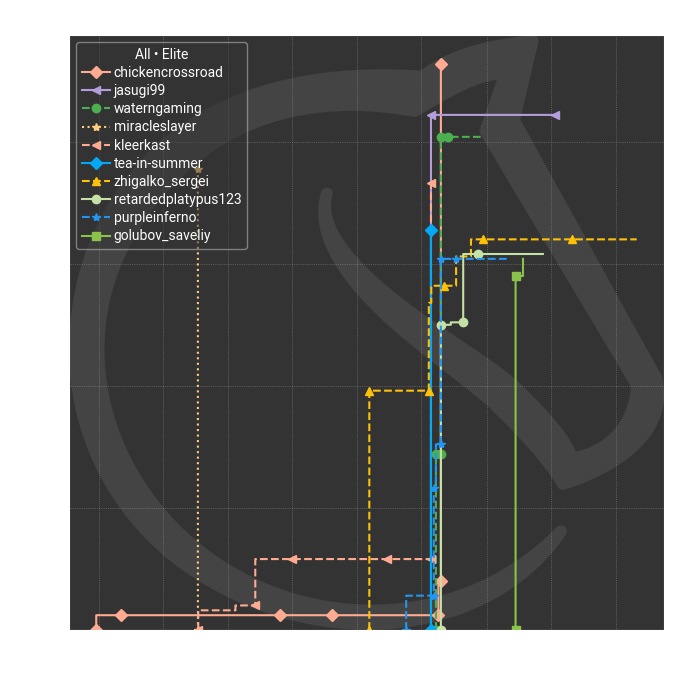 All • Elite
chickencrossroad
jasugi99
waterngaming
miracleslayer
kleerkast
tea-in-summer
zhigalko_sergei
retardedplatypus123
purpleinferno
golubov_saveliy